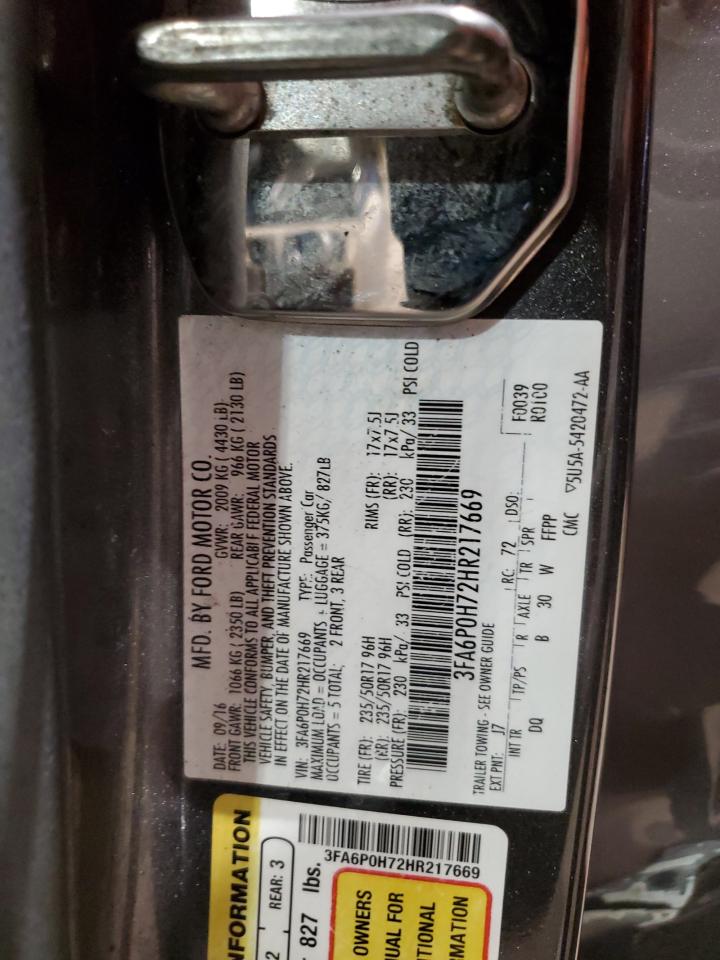 MFD. BY FORD MOTOR CO.
DATE: 09/16 GVWR: 2009 KG ( 4430 LB)
FRONT GAWR: 1066 KG ( 2350 LB) REAR GAWR: 966 KG ( 2130 LB)
THIS VEHICLE CONFORMS TO ALL APPLICABLE FEDERAL MOTOR
VEHICLE SAFETY, BUMPER, AND THEFT PREVENTION STANDARDS
IN EFFECT ON THE DATE OF MANUFACTURE SHOWN ABOVE.
VIN: 3FA6P0H72HR217669 TYPE: Passenger Car
MAXIMUM LOAD = OCCUPANTS + LUGGAGE = 375KG/ 827LB
OCCUPANTS = 5 TOTAL: 2 FRONT, 3 REAR
TIRE (FR): 235/50R17 96H RIMS (FR): 17x7.5J
(RR): 235/50R17 96H (RR): 17x7.5J
PRESSURE (FR): 230 kPa/ 33 PSI COLD (RR): 230 kPa/ 33 PSI COLD
3FA6P0H72HR217669
TRAILER TOWING - SEE OWNER GUIDE
EXT PNT: J7 RC: 72 DSO: F0039
R0100
INT TR TP/PS R AXLE TR SPR
DQ B 30 W FFPP
CMC ▽5U5A-5420472-AA
NFORMATION
2 REAR: 3
827 lbs.
3FA6P0H72HR217669
OWNERS
UAL FOR
TIONAL
RMATION